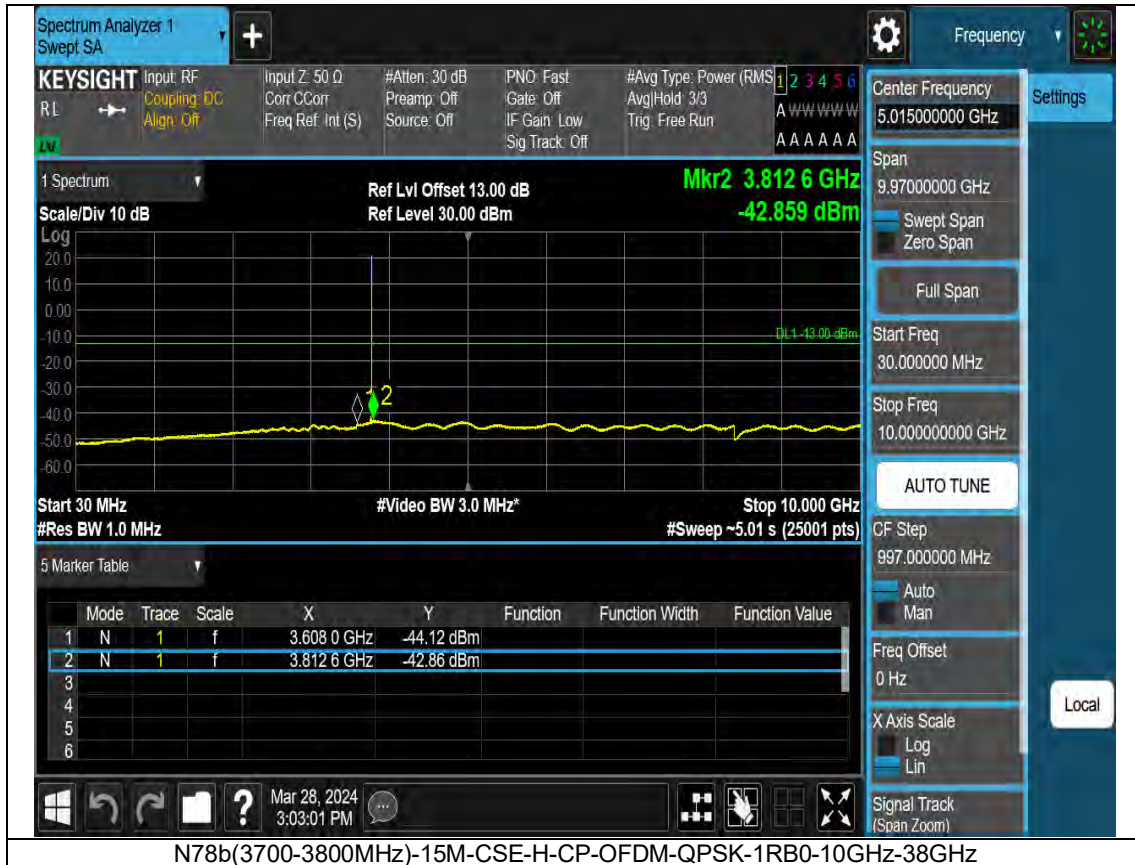 Spectrum Analyzer 1
Swept SA
Frequency
KEYSIGHT
RL
Input: RF
Coupling: DC
Align: Off
Input Z: 50 Ω
Corr CCorr
Freq Ref: Int (S)
#Atten: 30 dB
Preamp: Off
Source: Off
PNO: Fast
Gate: Off
IF Gain: Low
Sig Track: Off
#Avg Type: Power (RMS
Avg|Hold: 3/3
Trig: Free Run
1 2 3 4 5 6
A W W W W W
A A A A A A
1 Spectrum
Scale/Div 10 dB
Ref Lvl Offset 13.00 dB
Ref Level 30.00 dBm
Mkr2 3.812 6 GHz
-42.859 dBm
Log
20.0
10.0
0.00
-10.0
-20.0
-30.0
-40.0
-50.0
-60.0
DL1 -13.00 dBm
1 2
Start 30 MHz
#Video BW 3.0 MHz*
Stop 10.000 GHz
#Res BW 1.0 MHz
#Sweep ~5.01 s (25001 pts)
5 Marker Table
Mode Trace Scale X Y Function Function Width Function Value
1 N 1 f 3.608 0 GHz -44.12 dBm
2 N 1 f 3.812 6 GHz -42.86 dBm
3
4
5
6
Mar 28, 2024
3:03:01 PM
Center Frequency
5.015000000 GHz
Settings
Span
9.97000000 GHz
Swept Span
Zero Span
Full Span
Start Freq
30.000000 MHz
Stop Freq
10.000000000 GHz
AUTO TUNE
CF Step
997.000000 MHz
Auto
Man
Freq Offset
0 Hz
X Axis Scale
Log
Lin
Local
Signal Track
(Span Zoom)
N78b(3700-3800MHz)-15M-CSE-H-CP-OFDM-QPSK-1RB0-10GHz-38GHz